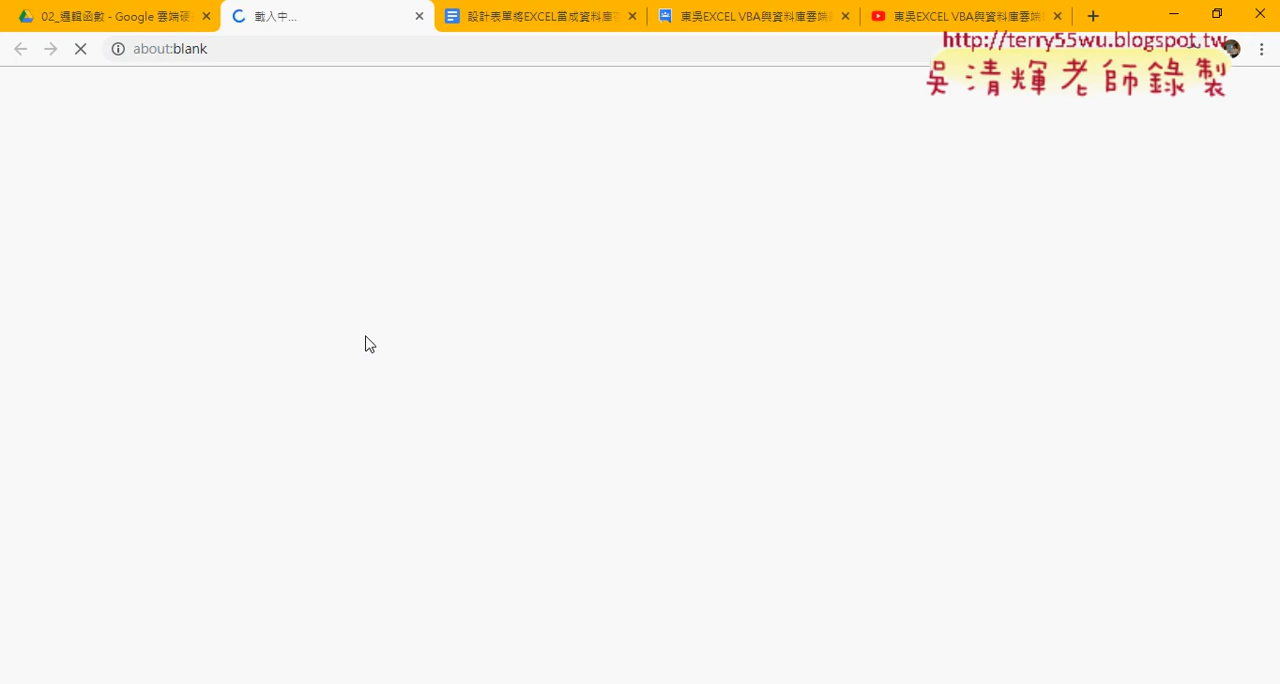 02_邏輯函數 - Google 雲端硬
載入中...
設計表單將EXCEL當成資料庫
東吳EXCEL VBA與資料庫雲端
東吳EXCEL VBA與資料庫雲端
about:blank
http://terry55wu.blogspot.tw
吳清輝老師錄製